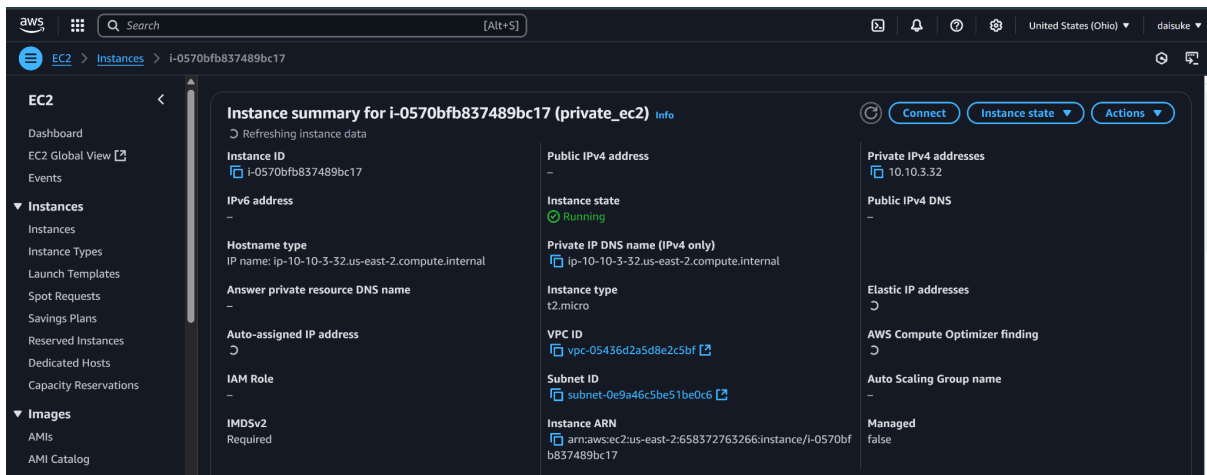 aws
Search
[Alt+S]
United States (Ohio)
daisuke
EC2 > Instances > i-0570bfb837489bc17
EC2
Dashboard
EC2 Global View
Events
Instances
Instances
Instance Types
Launch Templates
Spot Requests
Savings Plans
Reserved Instances
Dedicated Hosts
Capacity Reservations
Images
AMIs
AMI Catalog
Instance summary for i-0570bfb837489bc17 (private_ec2) Info
Refreshing instance data
Connect
Instance state
Actions
Instance ID
i-0570bfb837489bc17
Public IPv4 address
–
Private IPv4 addresses
10.10.3.32
IPv6 address
–
Instance state
Running
Public IPv4 DNS
–
Hostname type
IP name: ip-10-10-3-32.us-east-2.compute.internal
Private IP DNS name (IPv4 only)
ip-10-10-3-32.us-east-2.compute.internal
Answer private resource DNS name
–
Instance type
t2.micro
Elastic IP addresses
Auto-assigned IP address
VPC ID
vpc-05436d2a5d8e2c5bf
AWS Compute Optimizer finding
IAM Role
–
Subnet ID
subnet-0e9a46c5be51be0c6
Auto Scaling Group name
–
IMDSv2
Required
Instance ARN
arn:aws:ec2:us-east-2:658372763266:instance/i-0570bf
b837489bc17
Managed
false